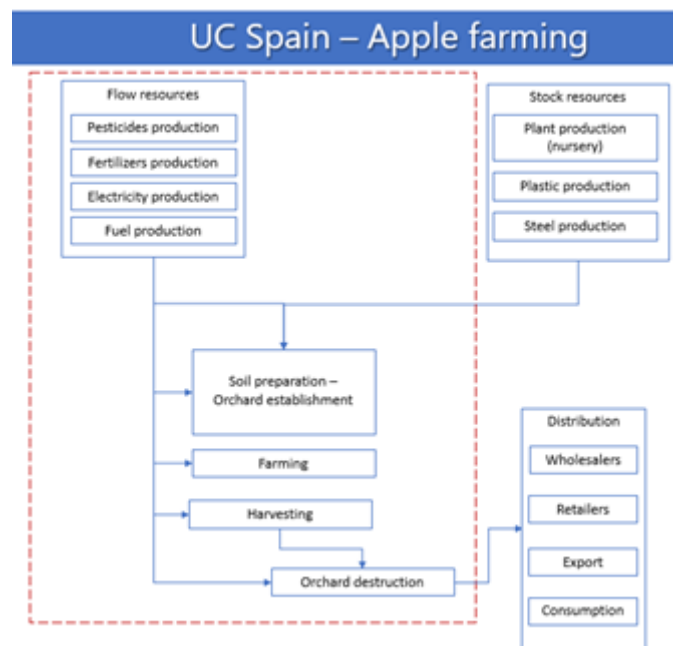 UC Spain – Apple farming
Flow resources
Pesticides production
Fertilizers production
Electricity production
Fuel production
Stock resources
Plant production
(nursery)
Plastic production
Steel production
Soil preparation –
Orchard establishment
Farming
Harvesting
Orchard destruction
Distribution
Wholesalers
Retailers
Export
Consumption